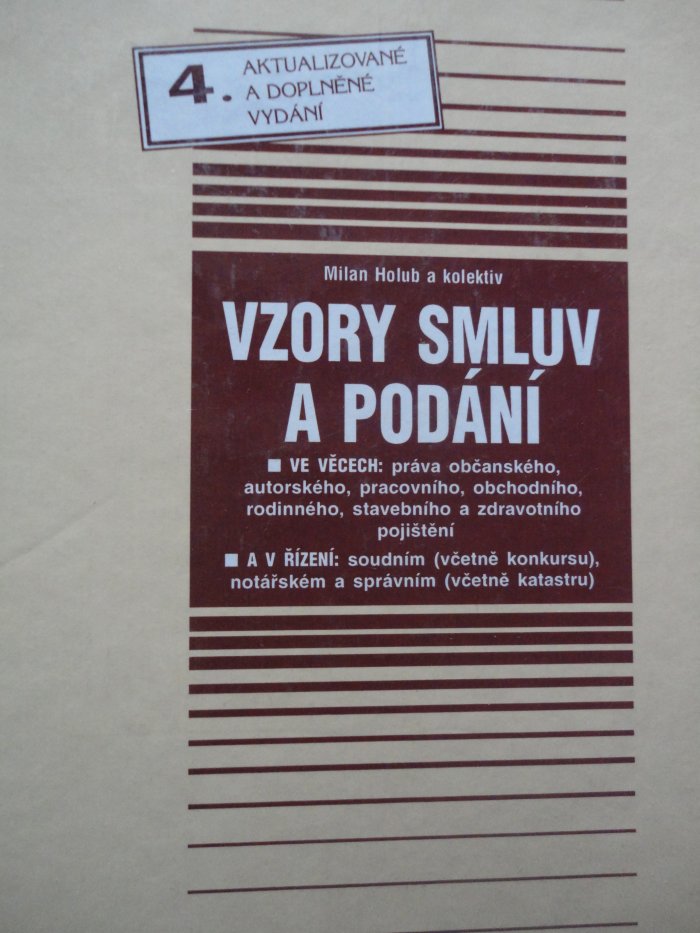 4. AKTUALIZOVANÉ
A DOPLNĚNÉ
VYDÁNÍ
Milan Holub a kolektiv
VZORY SMLUV
A PODÁNÍ
■ VE VĚCECH: práva občanského,
autorského, pracovního, obchodního,
rodinného, stavebního a zdravotního
pojištění
■ A V ŘÍZENÍ: soudním (včetně konkursu),
notářském a správním (včetně katastru)